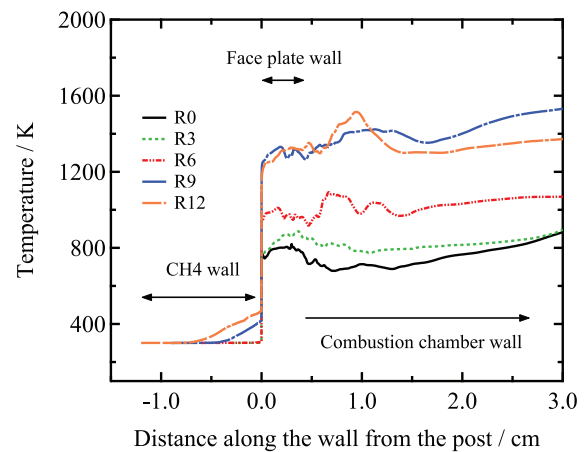 2000
1600
1200
800
400
Temperature / K
Face plate wall
R0
R3
R6
R9
R12
CH4 wall
Combustion chamber wall
-1.0 0.0 1.0 2.0 3.0
Distance along the wall from the post / cm